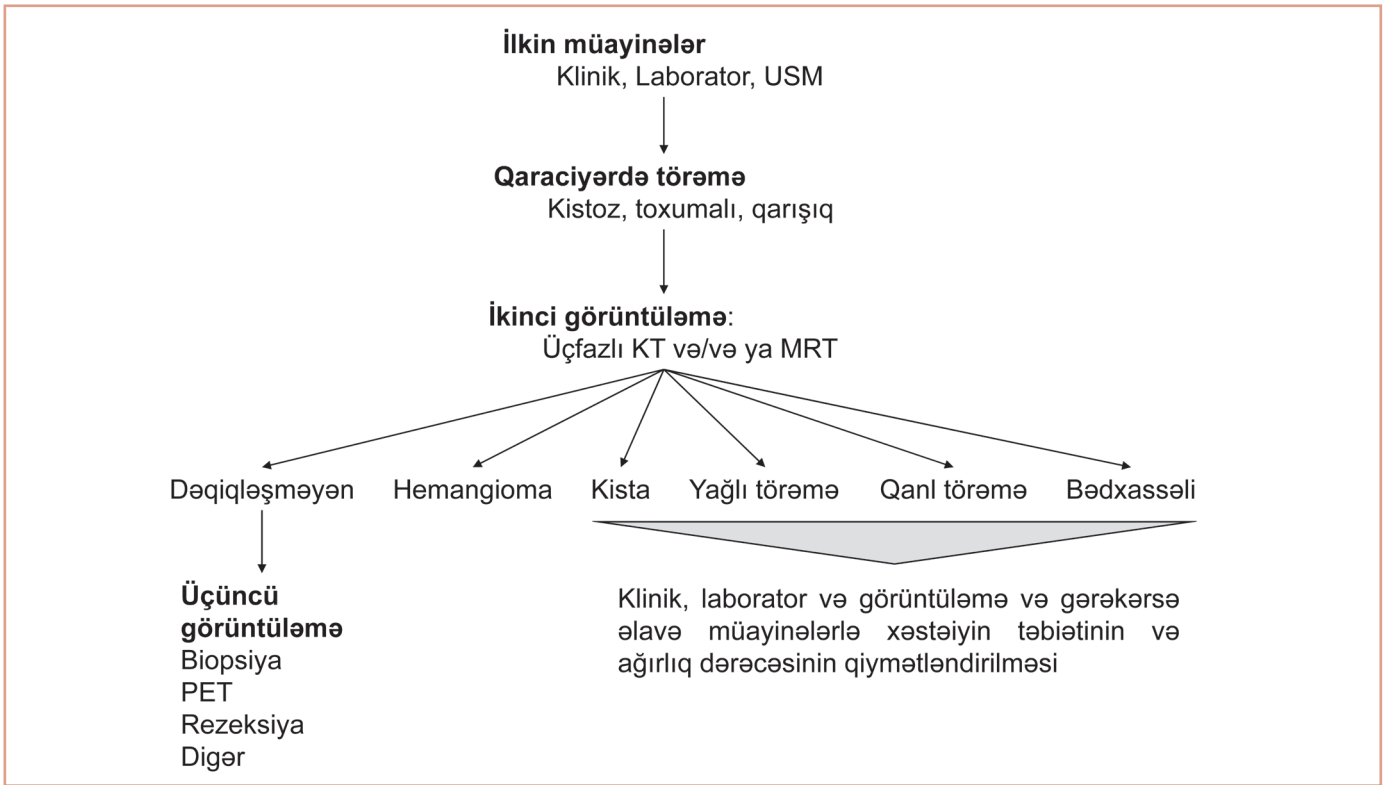 İlkin müayinələr
Klinik, Laborator, USM
Qaraciyərdə törəmə
Kistoz, toxumalı, qarışıq
İkinci görüntüləmə:
Üçfazlı KT və/və ya MRT
Dəqiqləşməyən
Hemangioma
Kista
Yağlı törəmə
Qanl törəmə
Bədxassəli
Üçüncü
görüntüləmə
Biopsiya
PET
Rezeksiya
Digər
Klinik, laborator və görüntüləmə və gərəkərsə
əlavə müayinələrlə xəstəiyin təbiətinin və
ağırlıq dərəcəsinin qiymətləndirilməsi